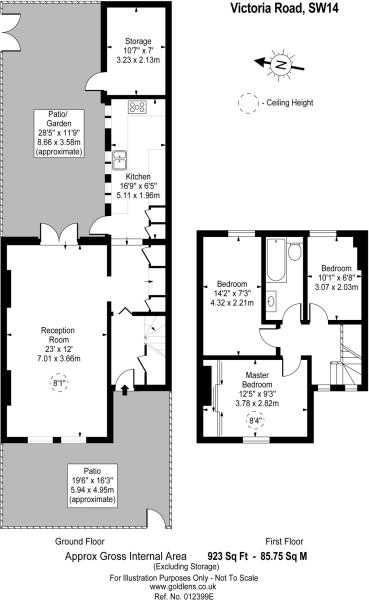 Victoria Road, SW14
N
- Ceiling Height
Storage
10'7" x 7'
3.23 x 2.13m
Patio/
Garden
28'5" x 11'9"
8.66 x 3.58m
(approximate)
Kitchen
16'9" x 6'5"
5.11 x 1.96m
Reception
Room
23' x 12'
7.01 x 3.66m
8'1"
Patio
19'6" x 16'3"
5.94 x 4.95m
(approximate)
Bedroom
14'2" x 7'3"
4.32 x 2.21m
Bedroom
10'1" x 6'8"
3.07 x 2.03m
Master
Bedroom
12'5" x 9'3"
3.78 x 2.82m
8'4"
Ground Floor
First Floor
Approx Gross Internal Area 923 Sq Ft - 85.75 Sq M
(Excluding Storage)
For Illustration Purposes Only - Not To Scale
www.goldlens.co.uk
Ref. No. 012399E